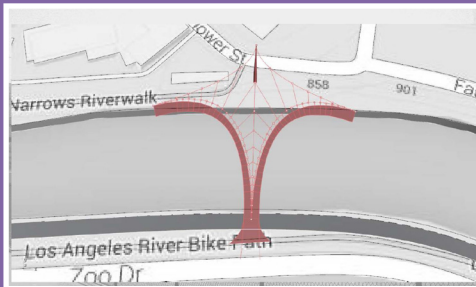 ower St
858
901
Fa
Narrows Riverwalk
Los Angeles River Bike Path
Zoo Dr